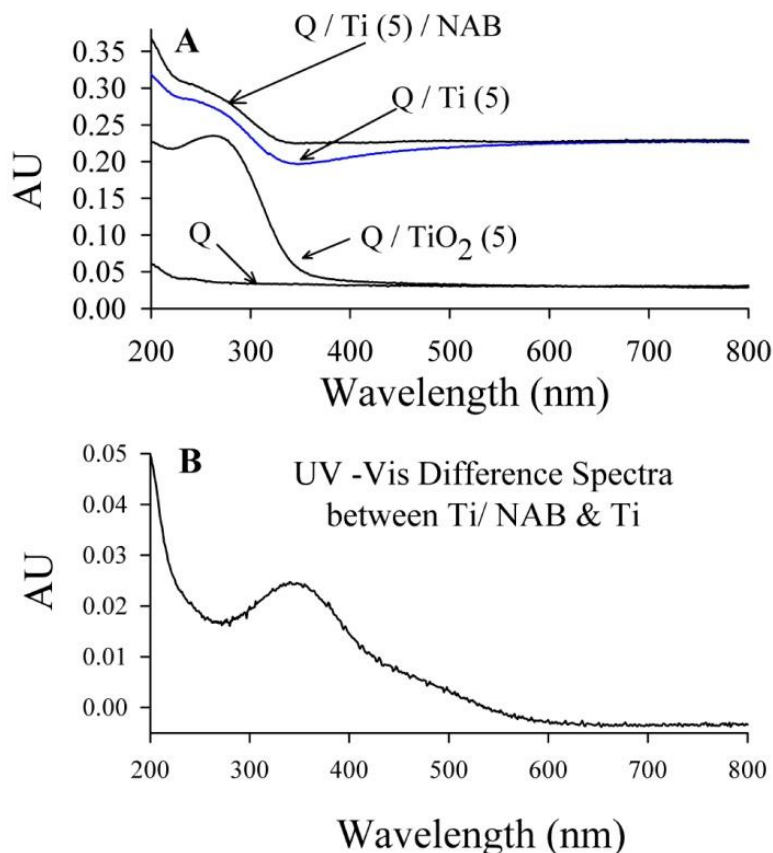 A
Q / Ti (5) / NAB
Q / Ti (5)
Q
Q / TiO₂ (5)
AU
0.35
0.30
0.25
0.20
0.15
0.10
0.05
0.00
200 300 400 500 600 700 800
Wavelength (nm)
B
UV -Vis Difference Spectra
between Ti/ NAB & Ti
AU
0.05
0.04
0.03
0.02
0.01
0.00
200 300 400 500 600 700 800
Wavelength (nm)